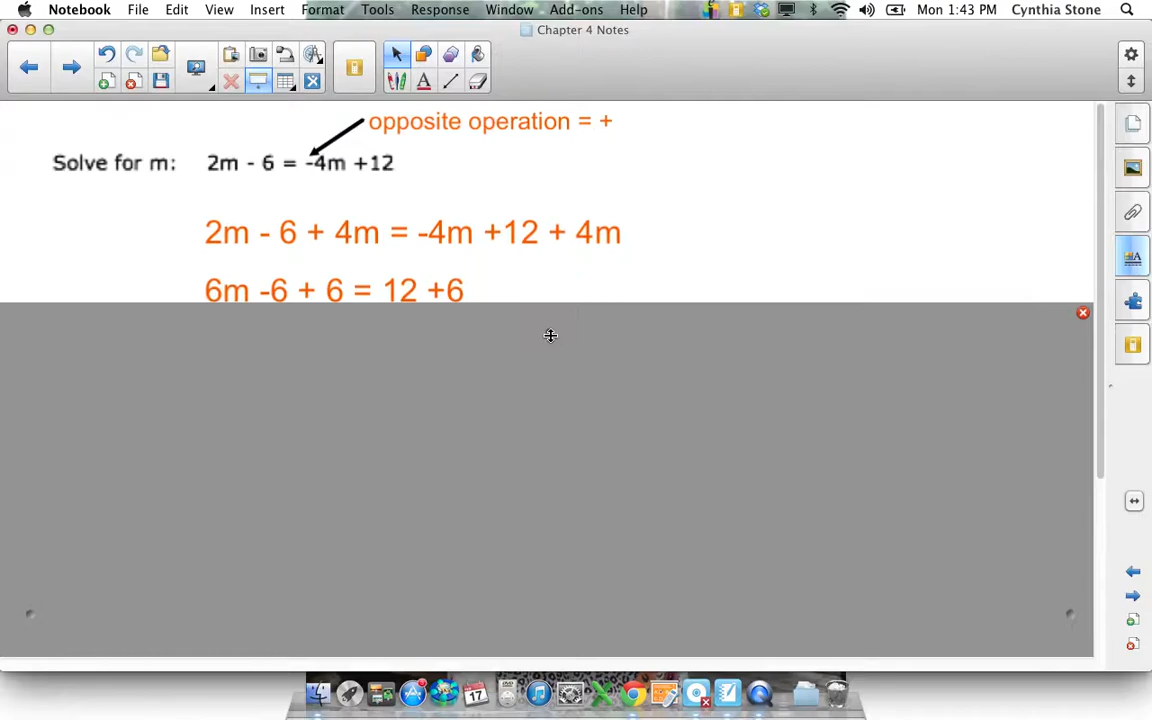 Notebook File Edit View Insert Format Tools Response Window Add-ons Help Mon 1:43 PM Cynthia Stone
Chapter 4 Notes
opposite operation = +
Solve for m: 2m - 6 = -4m +12
2m - 6 + 4m = -4m +12 + 4m
6m -6 + 6 = 12 +6
17